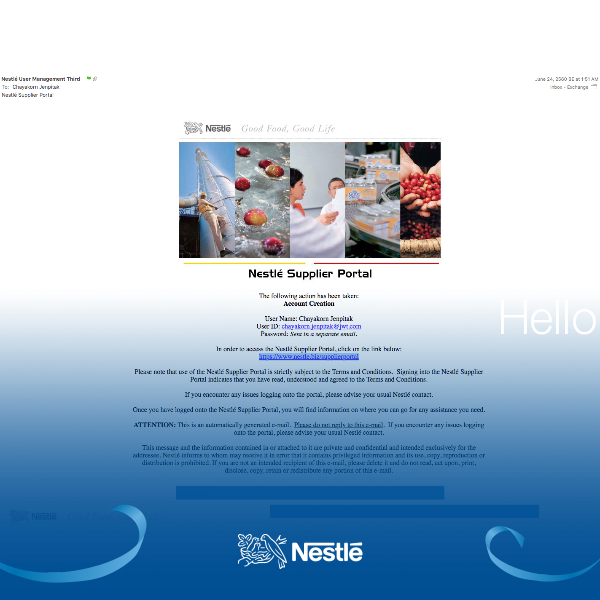 Nestlé User Management Third
June 24, 2560 BE at 1:51 AM
To: Chayakorn Jenpitak
Inbox - Exchange
Nestlé Supplier Portal
Nestlé Good Food, Good Life
Nestlé Supplier Portal
The following action has been taken:
Account Creation
User Name: Chayakorn Jenpitak
User ID: chayakorn.jenpitak@jwt.com
Password: Sent in a separate email.
Hello
In order to access the Nestlé Supplier Portal, click on the link below:
https://www.nestle.biz/supplierportal
Please note that use of the Nestlé Supplier Portal is strictly subject to the Terms and Conditions. Signing into the Nestlé Supplier
Portal indicates that you have read, understood and agreed to the Terms and Conditions.
If you encounter any issues logging onto the portal, please advise your usual Nestlé contact.
Once you have logged onto the Nestlé Supplier Portal, you will find information on where you can go for any assistance you need.
ATTENTION: This is an automatically generated e-mail. Please do not reply to this e-mail. If you encounter any issues logging
onto the portal, please advise your usual Nestlé contact.
This message and the information contained in or attached to it are private and confidential and intended exclusively for the
addressee. Nestlé informs to whom may receive it in error that it contains privileged information and its use, copy, reproduction or
distribution is prohibited. If you are not an intended recipient of this e-mail, please delete it and do not read, act upon, print,
disclose, copy, retain or redistribute any portion of this e-mail.
Nestlé